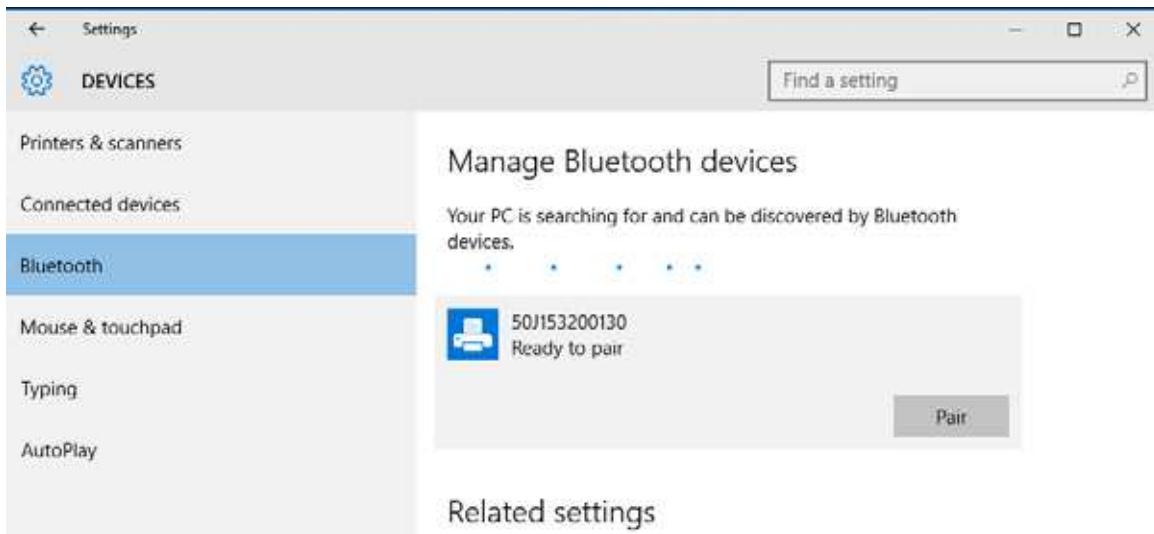 Settings
DEVICES
Find a setting
Printers & scanners
Connected devices
Bluetooth
Mouse & touchpad
Typing
AutoPlay
Manage Bluetooth devices
Your PC is searching for and can be discovered by Bluetooth
devices.
50J153200130
Ready to pair
Pair
Related settings